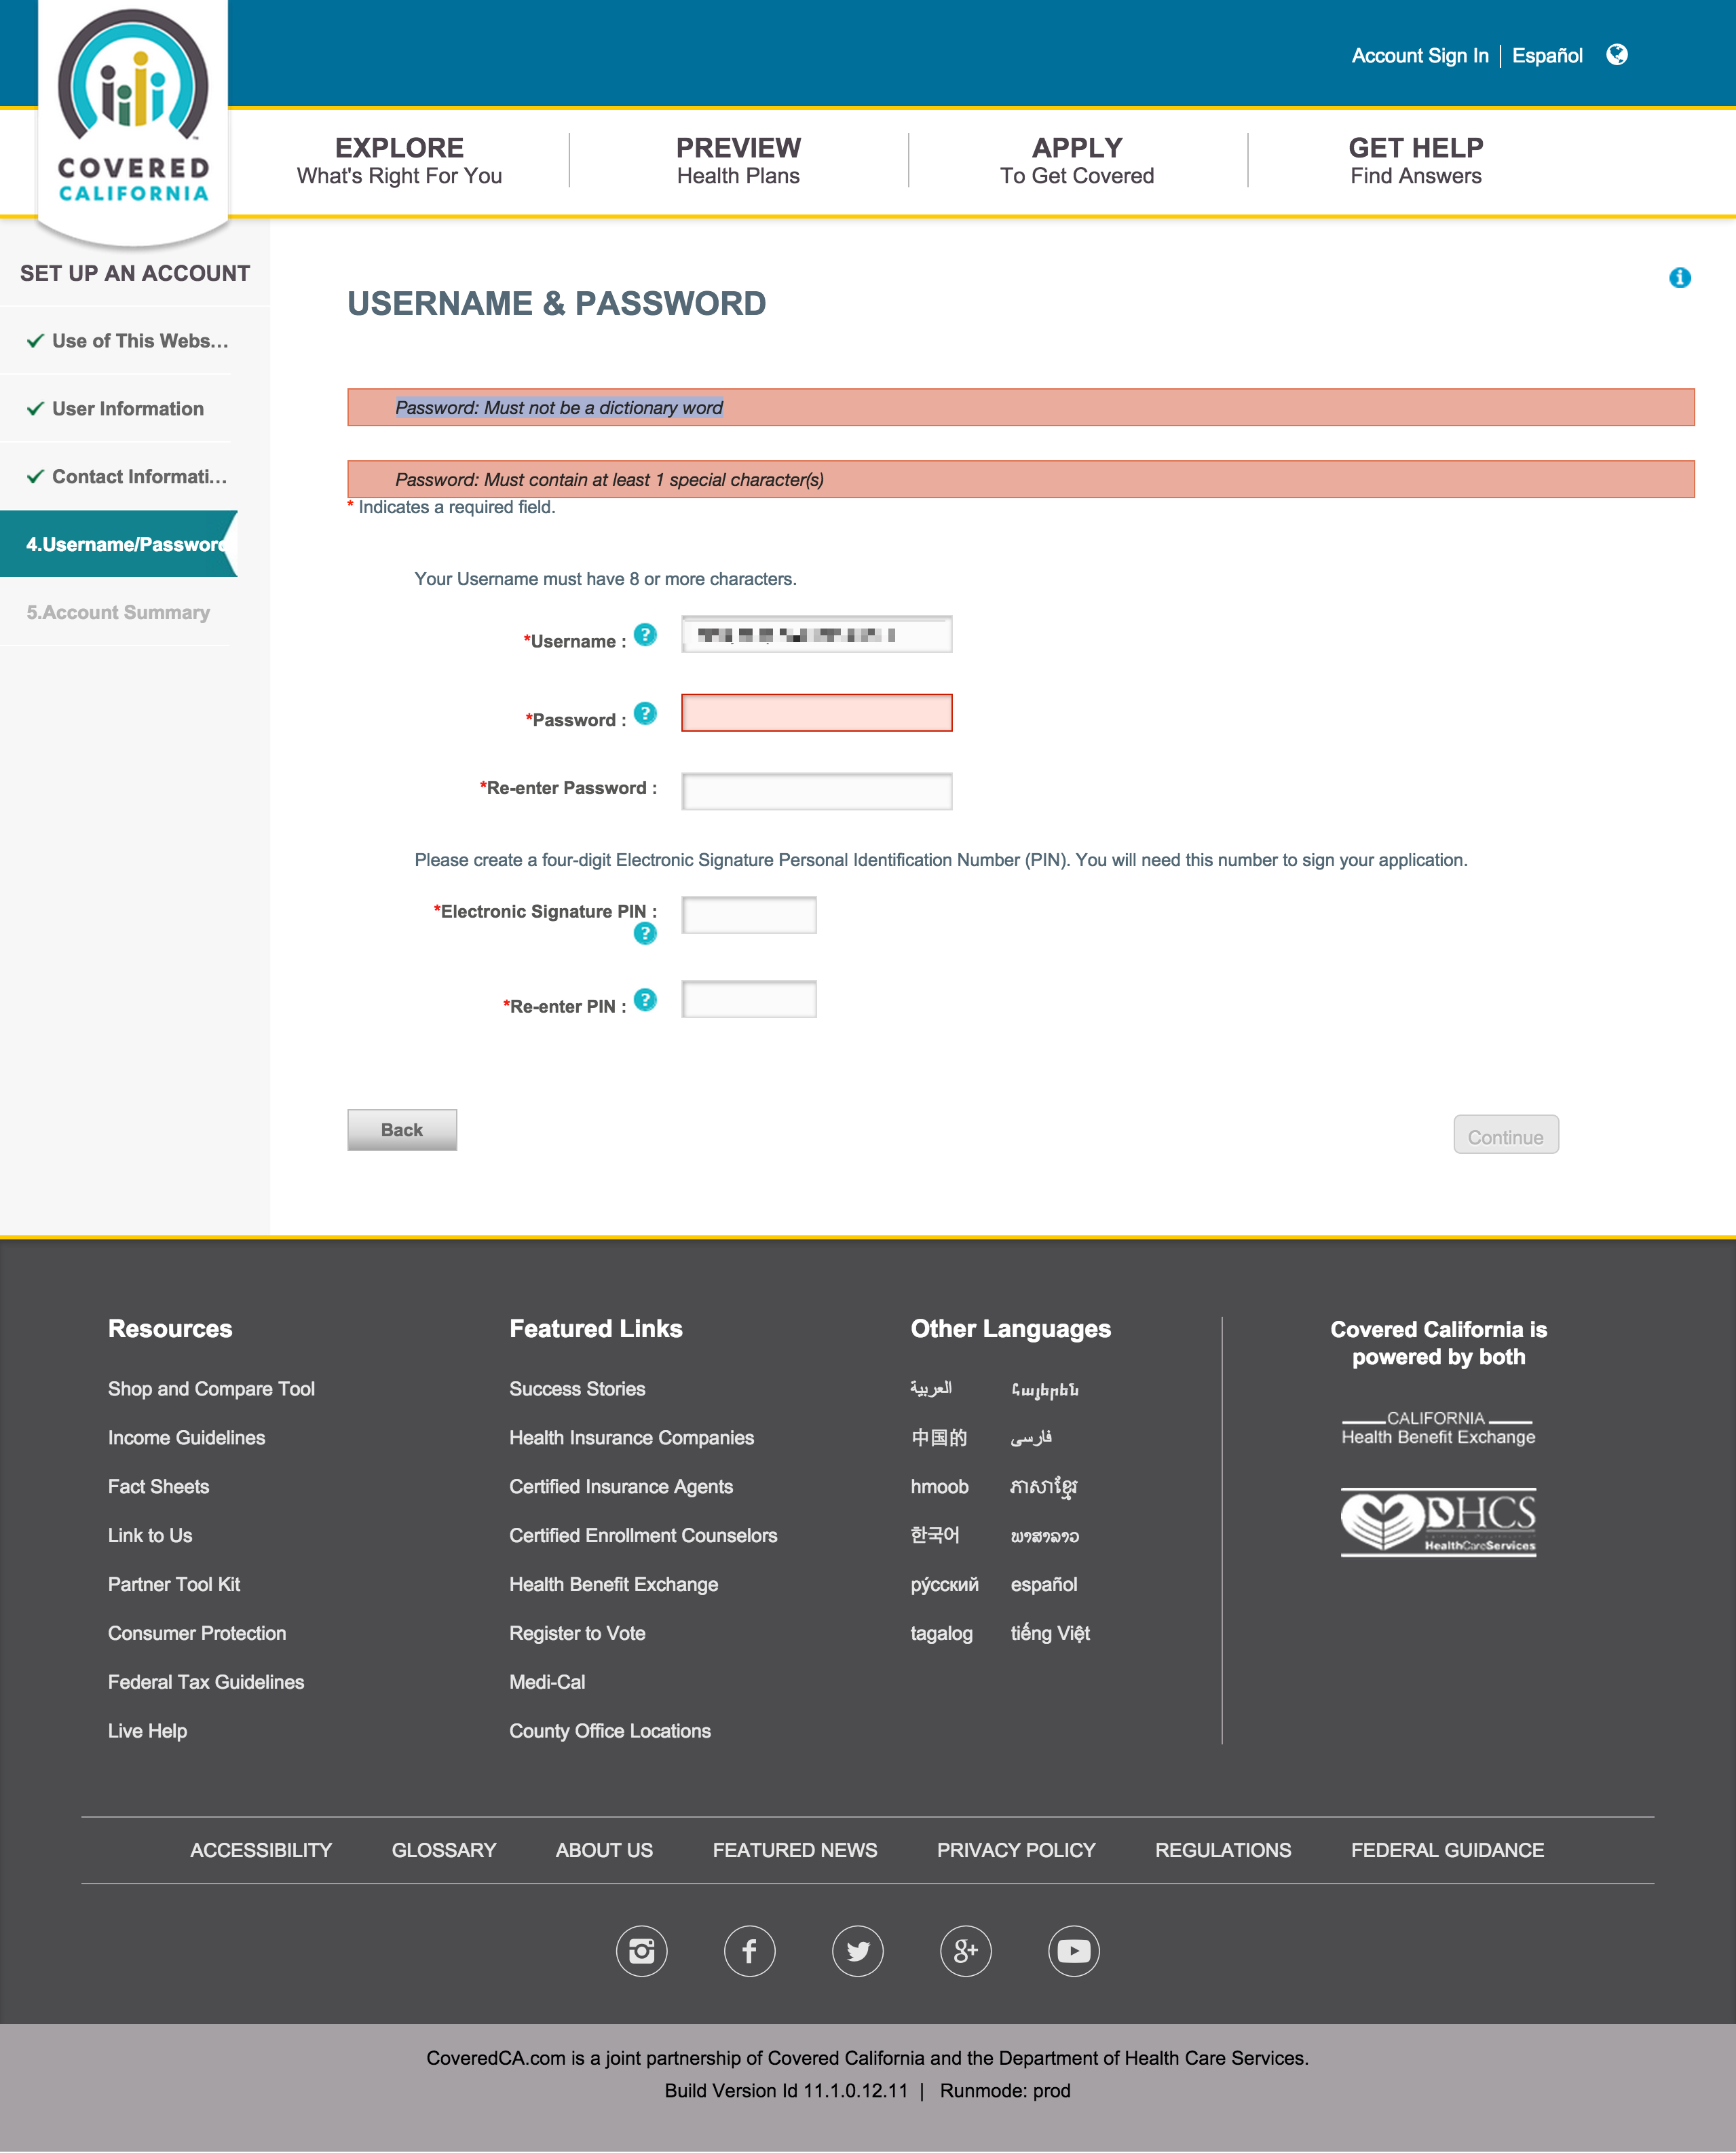 Account Sign In | Español
COVERED
CALIFORNIA
EXPLORE
What's Right For You
PREVIEW
Health Plans
APPLY
To Get Covered
GET HELP
Find Answers
SET UP AN ACCOUNT
Use of This Webs...
User Information
Contact Informati...
4.Username/Password
5.Account Summary
USERNAME & PASSWORD
Password: Must not be a dictionary word
Password: Must contain at least 1 special character(s)
* Indicates a required field.
Your Username must have 8 or more characters.
*Username : ?
*Password : ?
*Re-enter Password :
Please create a four-digit Electronic Signature Personal Identification Number (PIN). You will need this number to sign your application.
*Electronic Signature PIN :
?
*Re-enter PIN : ?
Back
Continue
Resources
Shop and Compare Tool
Income Guidelines
Fact Sheets
Link to Us
Partner Tool Kit
Consumer Protection
Federal Tax Guidelines
Live Help
Featured Links
Success Stories
Health Insurance Companies
Certified Insurance Agents
Certified Enrollment Counselors
Health Benefit Exchange
Register to Vote
Medi-Cal
County Office Locations
Other Languages
العربية Հայերեն
中国的 فارسی
hmoob ភាសាខ្មែរ
한국어 ພາສາລາວ
ру́сский español
tagalog tiếng Việt
Covered California is
powered by both
CALIFORNIA
Health Benefit Exchange
DHCS
HealthCareServices
ACCESSIBILITY GLOSSARY ABOUT US FEATURED NEWS PRIVACY POLICY REGULATIONS FEDERAL GUIDANCE
CoveredCA.com is a joint partnership of Covered California and the Department of Health Care Services.
Build Version Id 11.1.0.12.11 | Runmode: prod